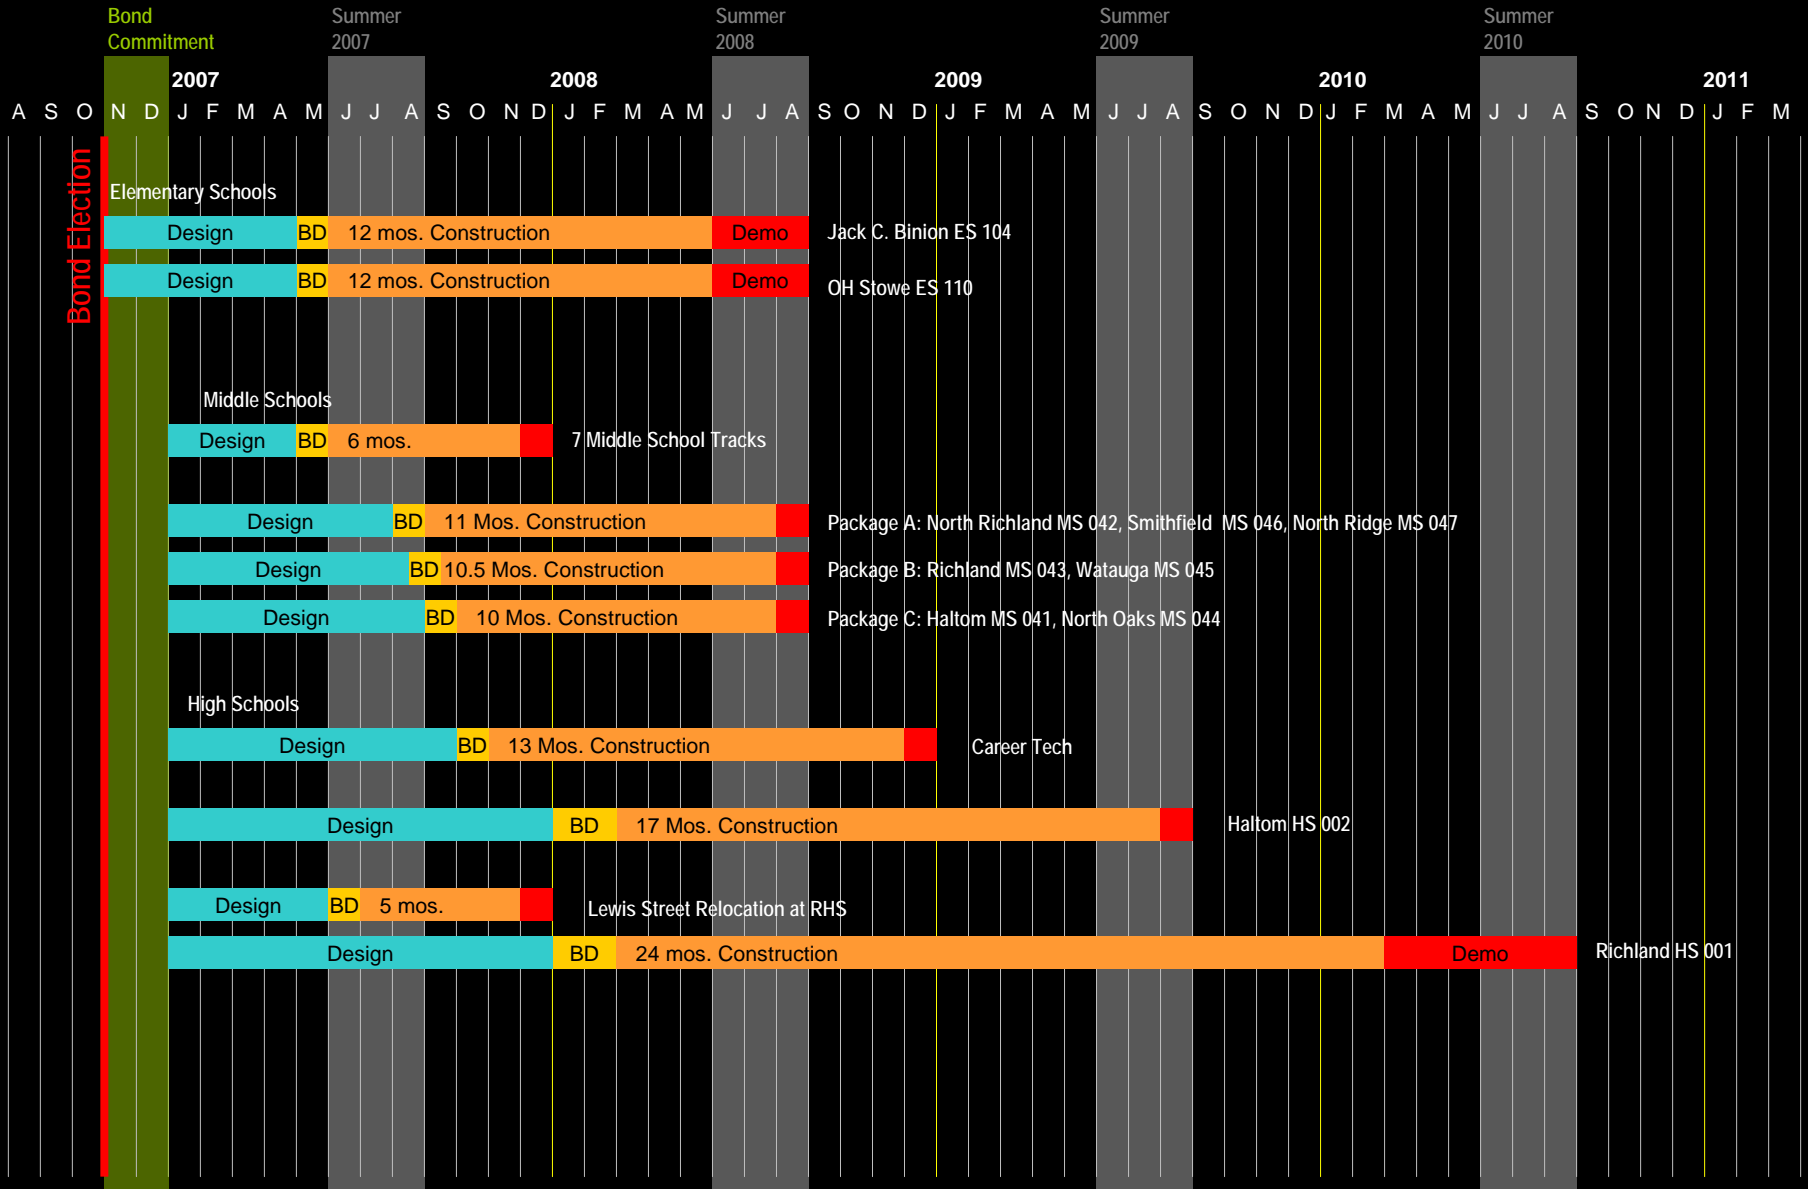 Bond Summer Summer Summer Summer
Commitment 2007 2008 2009 2010
2007 2008 2009 2010 2011
A S O N D J F M A M J J A S O N D J F M A M J J A S O N D J F M A M J J A S O N D J F M A M J J A S O N D J F M
Bond Election
Elementary Schools
Design BD 12 mos. Construction Demo Jack C. Binion ES 104
Design BD 12 mos. Construction Demo OH Stowe ES 110
Middle Schools
Design BD 6 mos. 7 Middle School Tracks
Design BD 11 Mos. Construction Package A: North Richland MS 042, Smithfield MS 046, North Ridge MS 047
Design BD 10.5 Mos. Construction Package B: Richland MS 043, Watauga MS 045
Design BD 10 Mos. Construction Package C: Haltom MS 041, North Oaks MS 044
High Schools
Design BD 13 Mos. Construction Career Tech
Design BD 17 Mos. Construction Haltom HS 002
Design BD 5 mos. Lewis Street Relocation at RHS
Design BD 24 mos. Construction Demo Richland HS 001